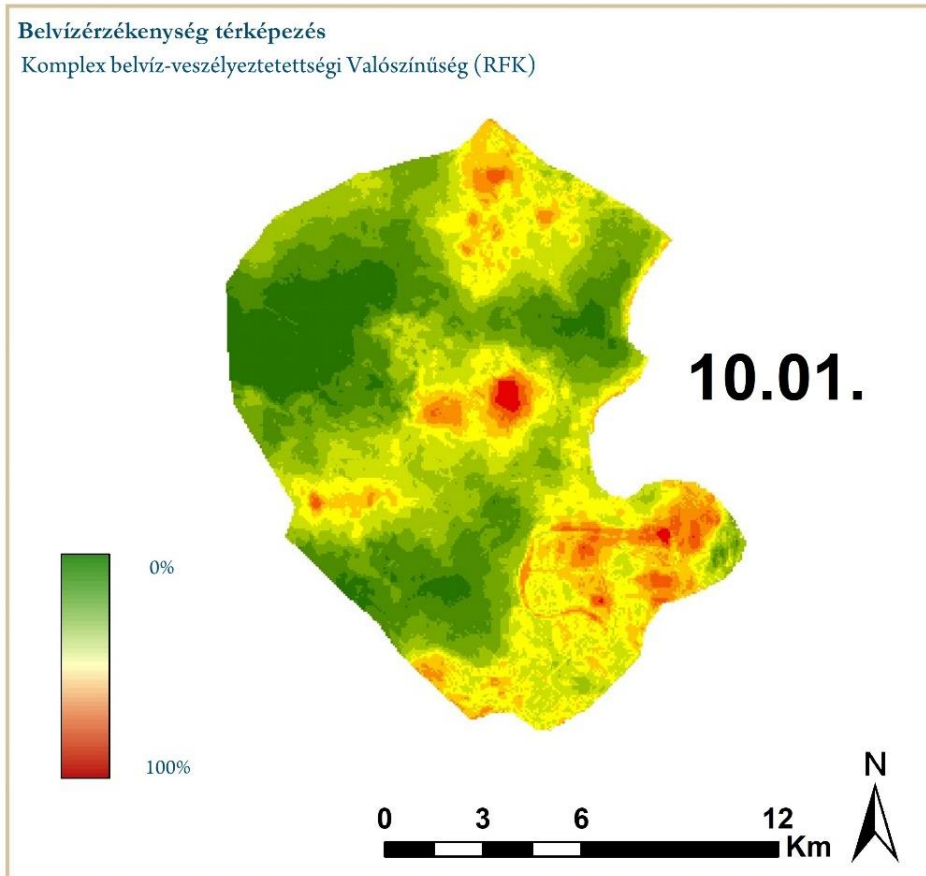 Belvízérzékenység térképezés
Komplex belvíz-veszélyeztetettségi Valószínűség (RFK)
10.01.
0%
100%
N
0 3 6 12
Km